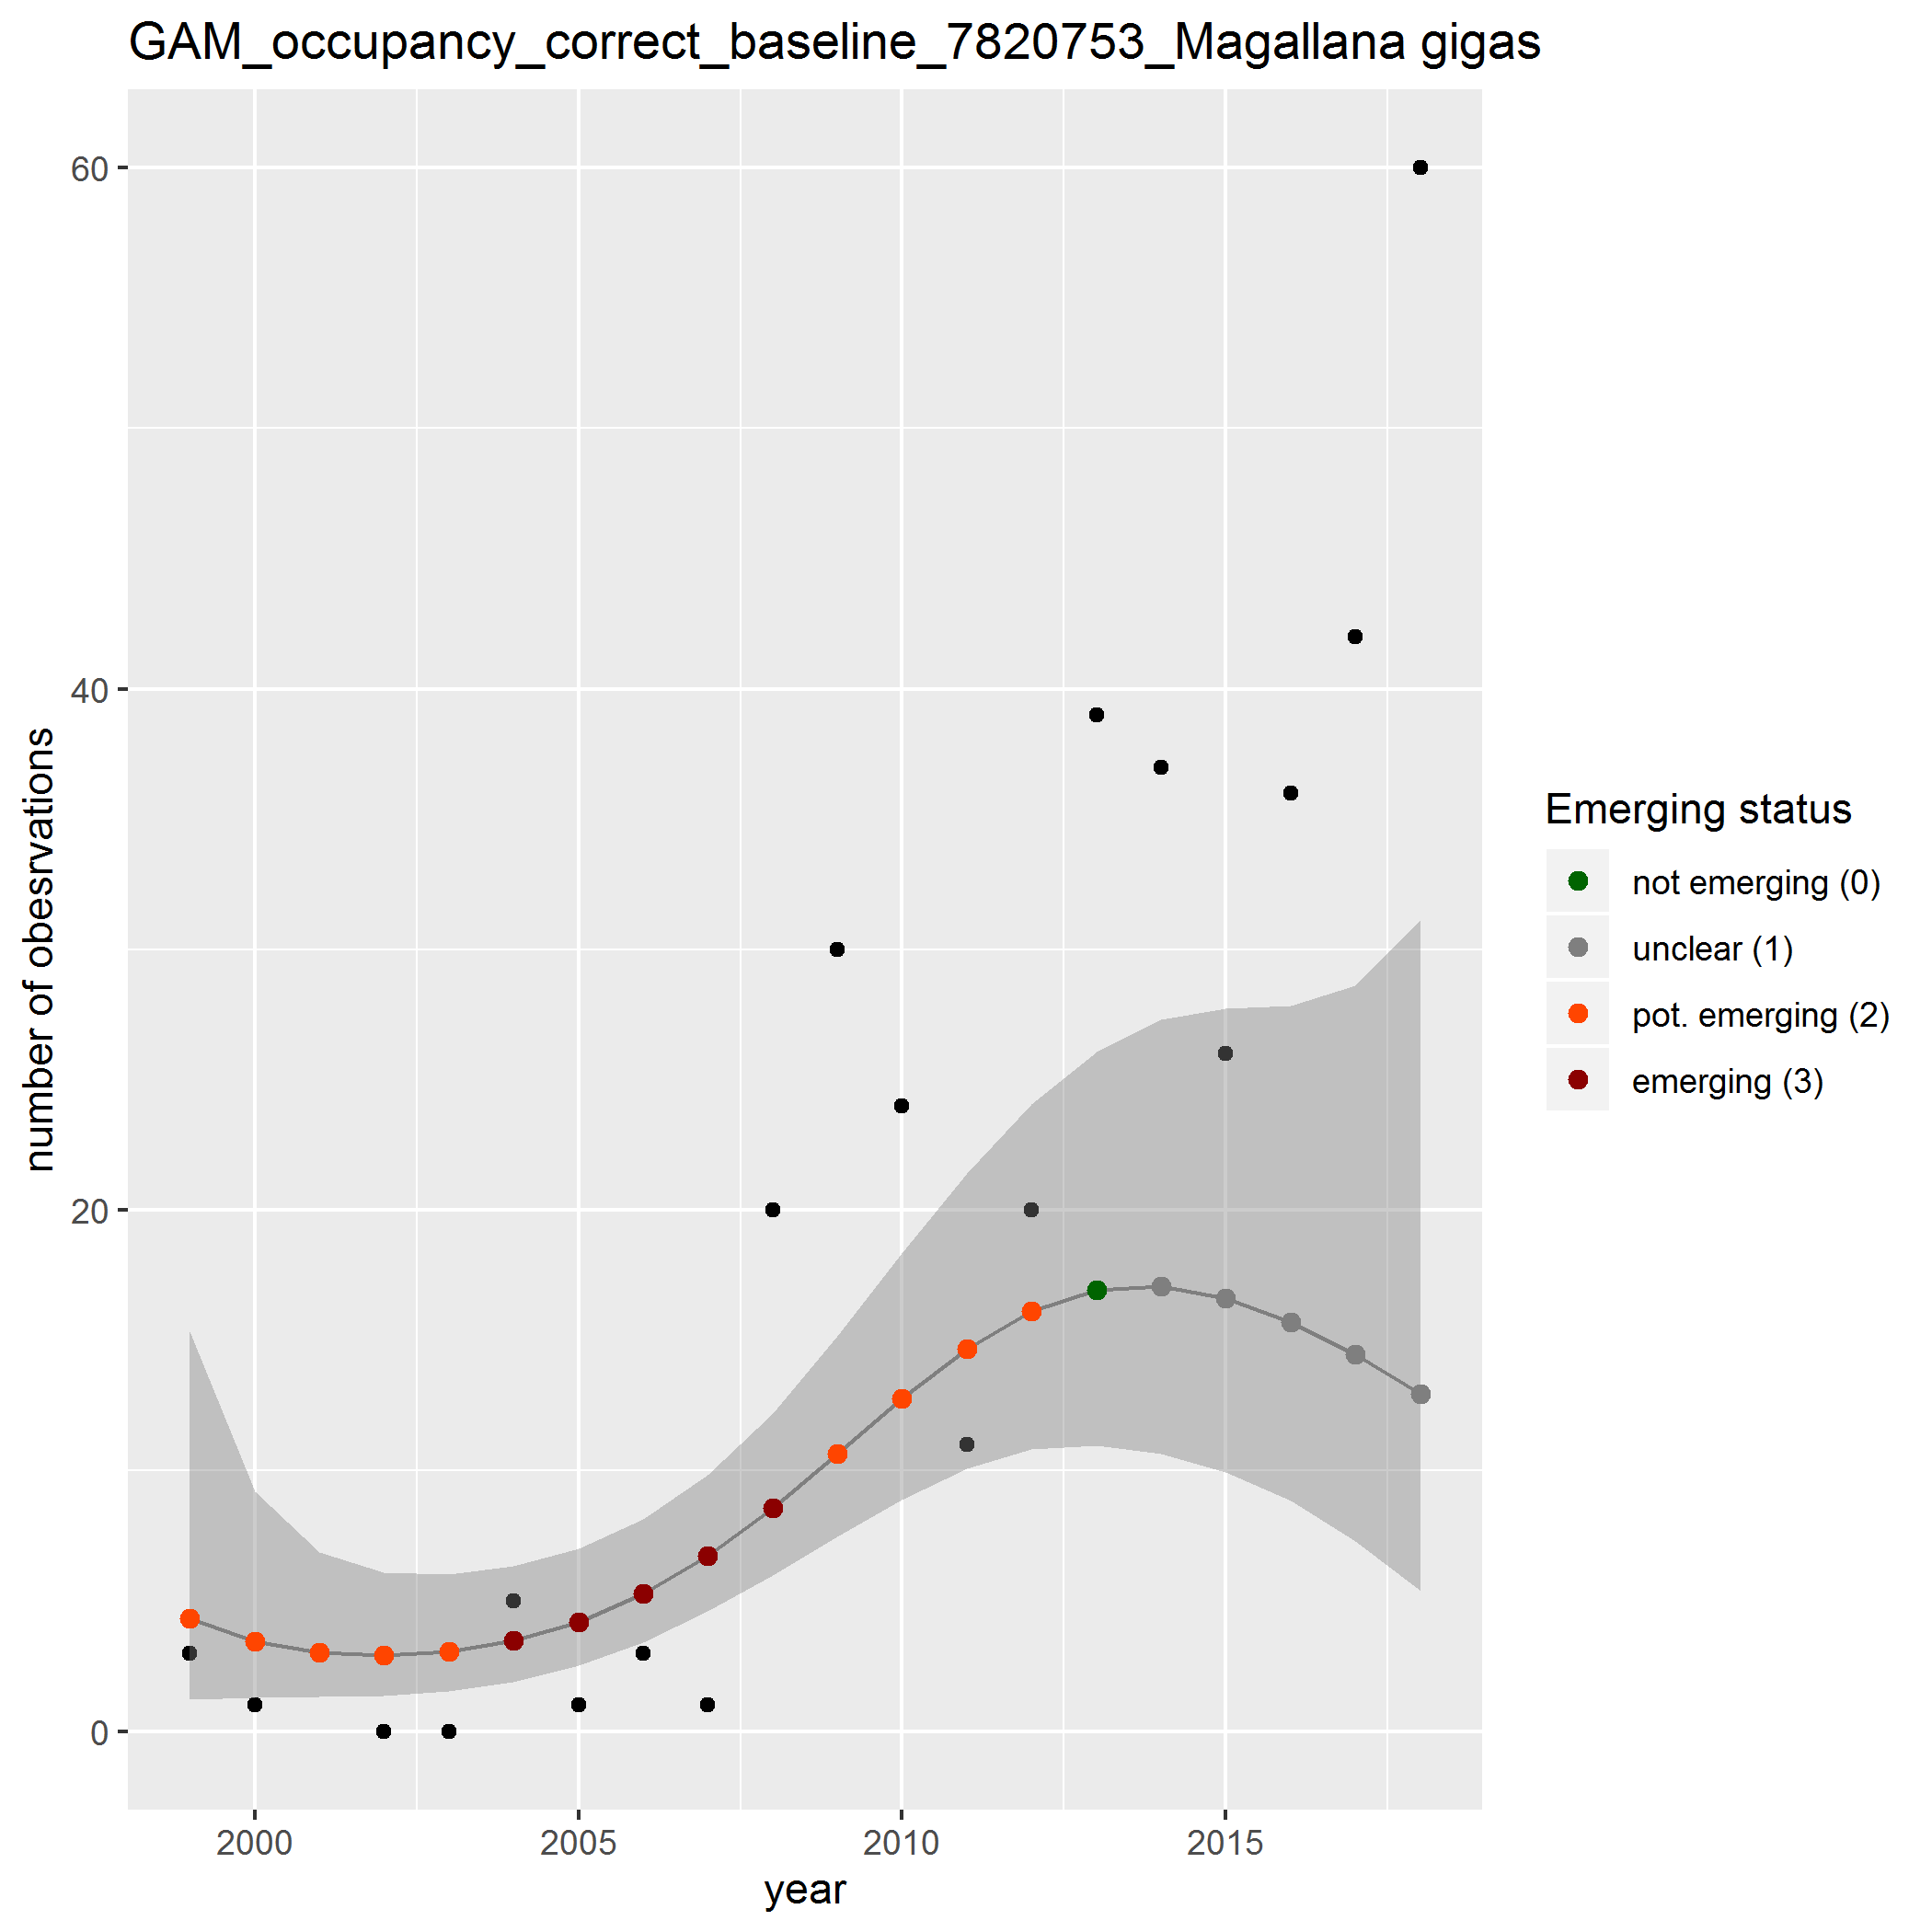 GAM_occupancy_correct_baseline_7820753_Magallana gigas
60
40
20
0
number of obesrvations
2000
2005
2010
2015
year
Emerging status
not emerging (0)
unclear (1)
pot. emerging (2)
emerging (3)